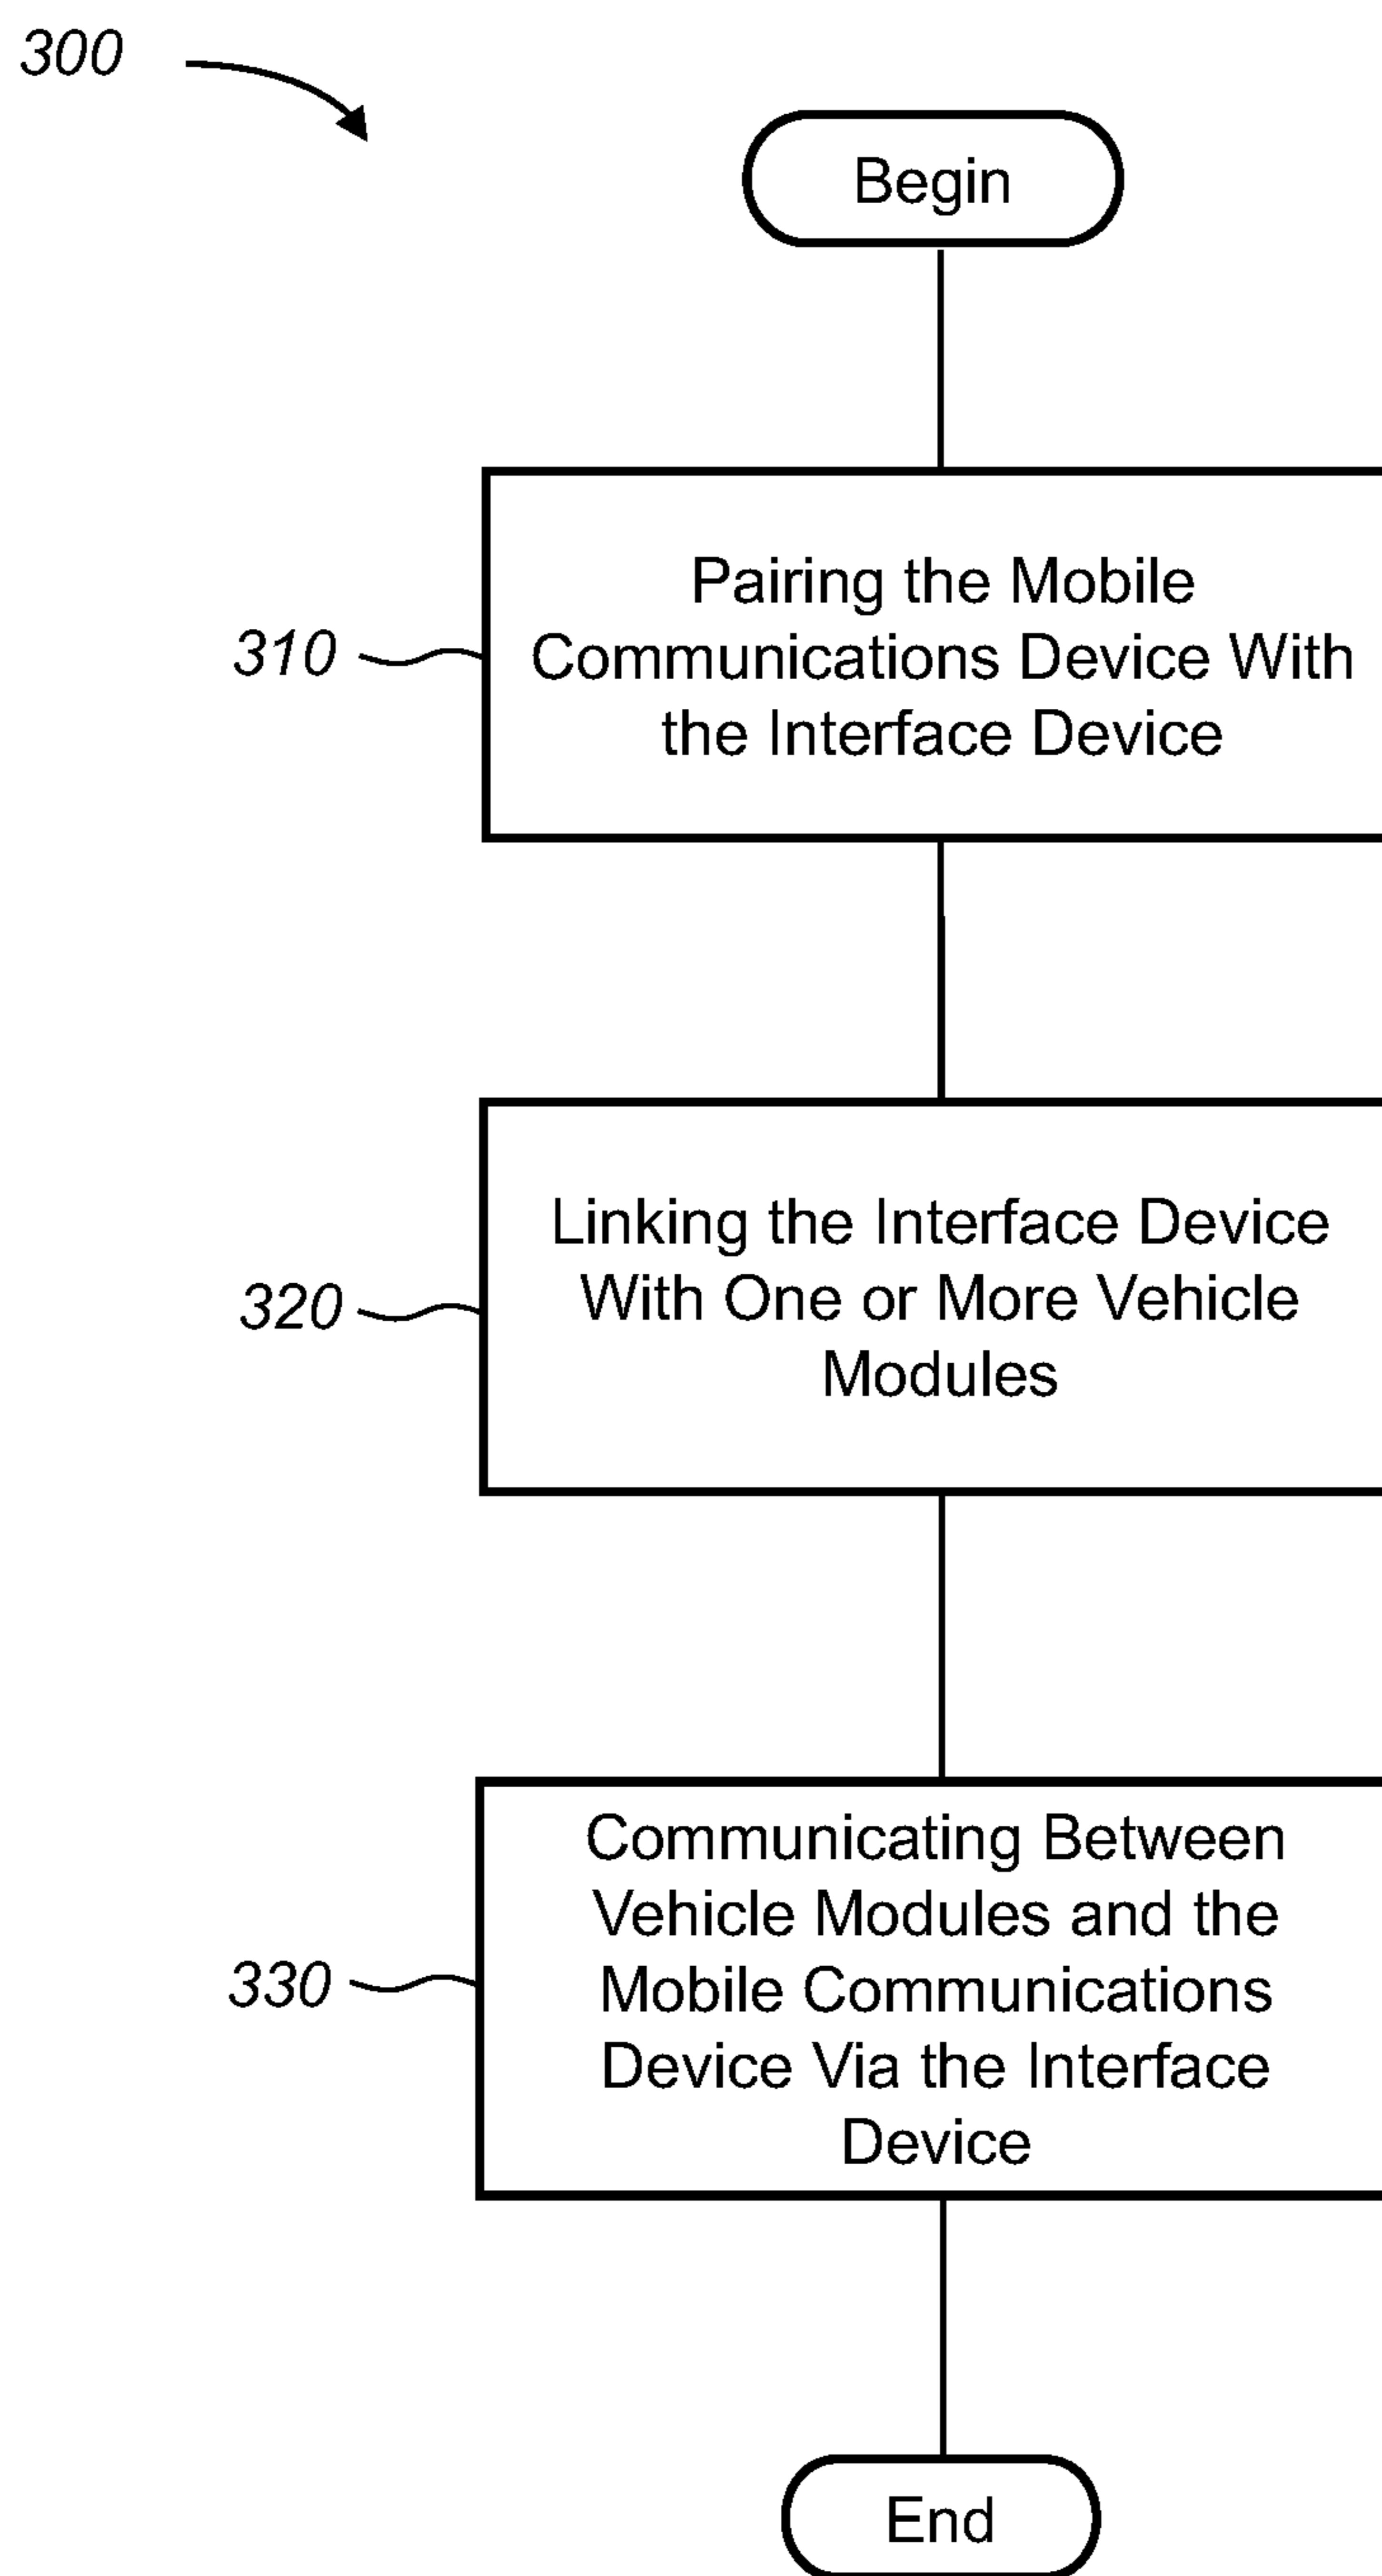 300
Begin
310
Pairing the Mobile
Communications Device With
the Interface Device
320
Linking the Interface Device
With One or More Vehicle
Modules
330
Communicating Between
Vehicle Modules and the
Mobile Communications
Device Via the Interface
Device
End